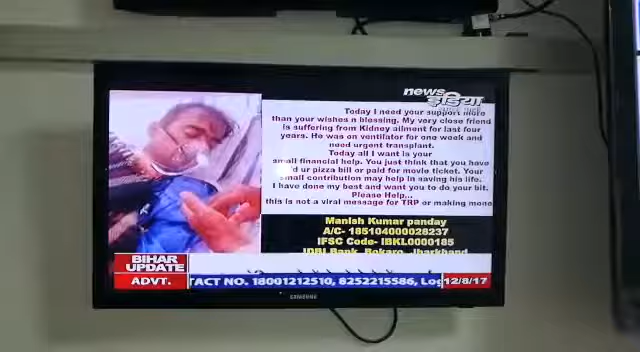 news
इंडिया
Today I need your support more
than your wishes n blessing. My very close friend
is suffering from Kidney ailment for last four
years. He was on ventilator for one week and
need urgent transplant.
Today all I want is your
small financial help. You just think that you have
'd ur pizza bill or paid for movie ticket. Your
small contribution may help in saving his life.
I have done my best and want you to do your bit.
Please Help...
this is not a viral message for TRP or making mone
Manish Kumar panday
A/C- 185104000028237
IFSC Code- IBKL0000185
IDBI Bank, Bokaro, Jharkhand
BIHAR
UPDATE
ADVT.
TACT NO. 18001212510, 8252215586, Log
12/8/17
SAMSUNG